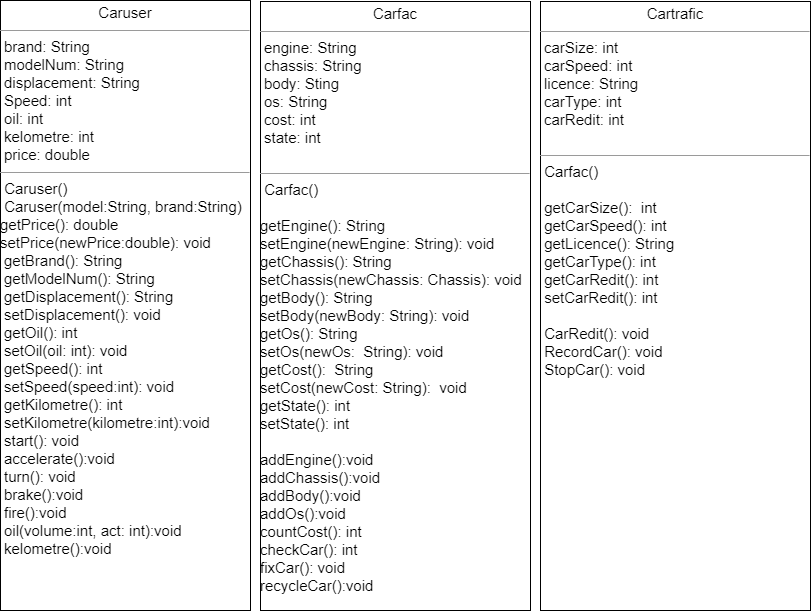 Caruser
brand: String
modelNum: String
displacement: String
Speed: int
oil: int
kelometre: int
price: double
Caruser()
Caruser(model:String, brand:String)
getPrice(): double
setPrice(newPrice:double): void
getBrand(): String
getModelNum(): String
getDisplacement(): String
setDisplacement(): void
getOil(): int
setOil(oil: int): void
getSpeed(): int
setSpeed(speed:int): void
getKilometre(): int
setKilometre(kilometre:int):void
start(): void
accelerate():void
turn(): void
brake():void
fire():void
oil(volume:int, act: int):void
kelometre():void
Carfac
engine: String
chassis: String
body: Sting
os: String
cost: int
state: int
Carfac()
getEngine(): String
setEngine(newEngine: String): void
getChassis(): String
setChassis(newChassis: Chassis): void
getBody(): String
setBody(newBody: String): void
getOs(): String
setOs(newOs:  String): void
getCost():  String
setCost(newCost: String):  void
getState(): int
setState(): int
addEngine():void
addChassis():void
addBody():void
addOs():void
countCost(): int
checkCar(): int
fixCar(): void
recycleCar():void
Cartrafic
carSize: int
carSpeed: int
licence: String
carType: int
carRedit: int
Carfac()
getCarSize():  int
getCarSpeed(): int
getLicence(): String
getCarType(): int
getCarRedit(): int
setCarRedit(): int
CarRedit(): void
RecordCar(): void
StopCar(): void